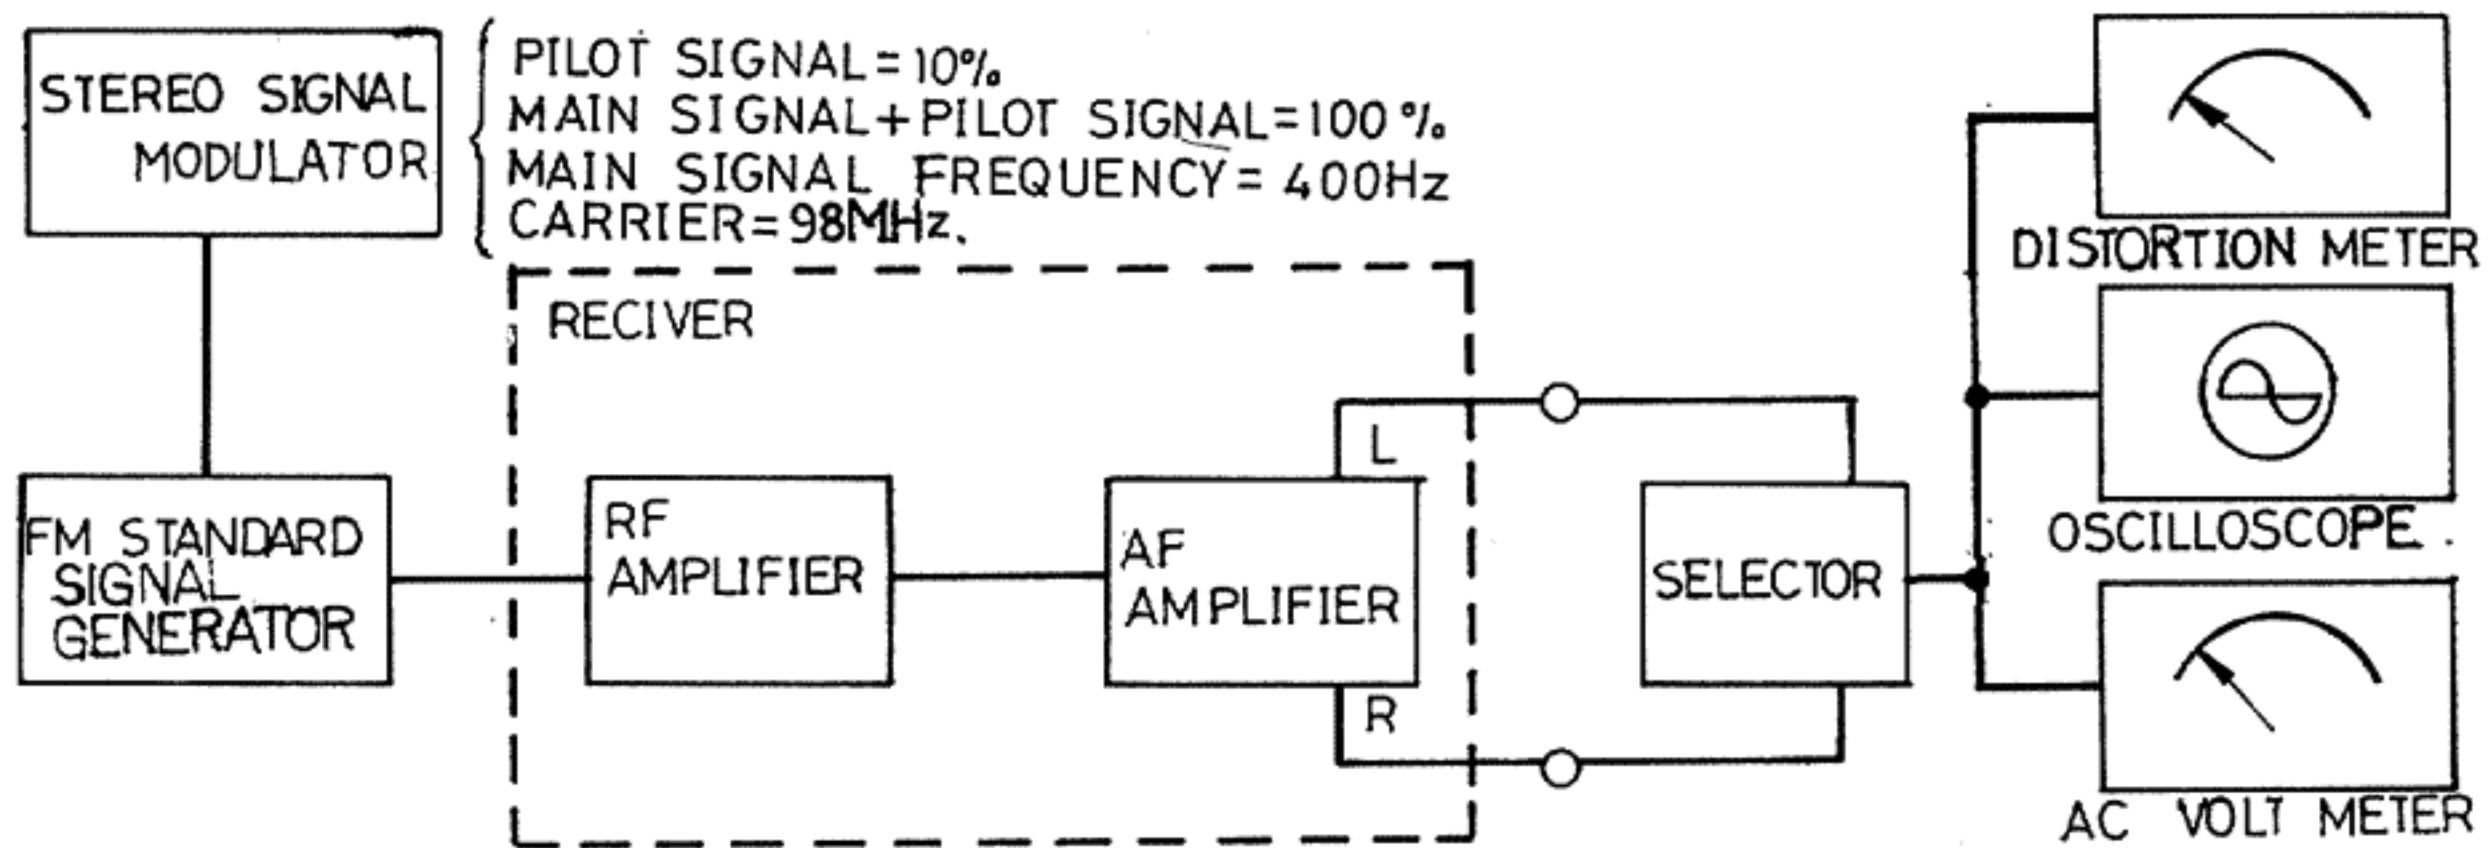 STEREO SIGNAL
MODULATOR
PILOT SIGNAL=10%
MAIN SIGNAL+PILOT SIGNAL=100%
MAIN SIGNAL FREQUENCY=400Hz
CARRIER=98MHz.
RECIVER
FM STANDARD
SIGNAL
GENERATOR
RF
AMPLIFIER
AF
AMPLIFIER
L
R
SELECTOR
DISTORTION METER
OSCILLOSCOPE
AC VOLT METER